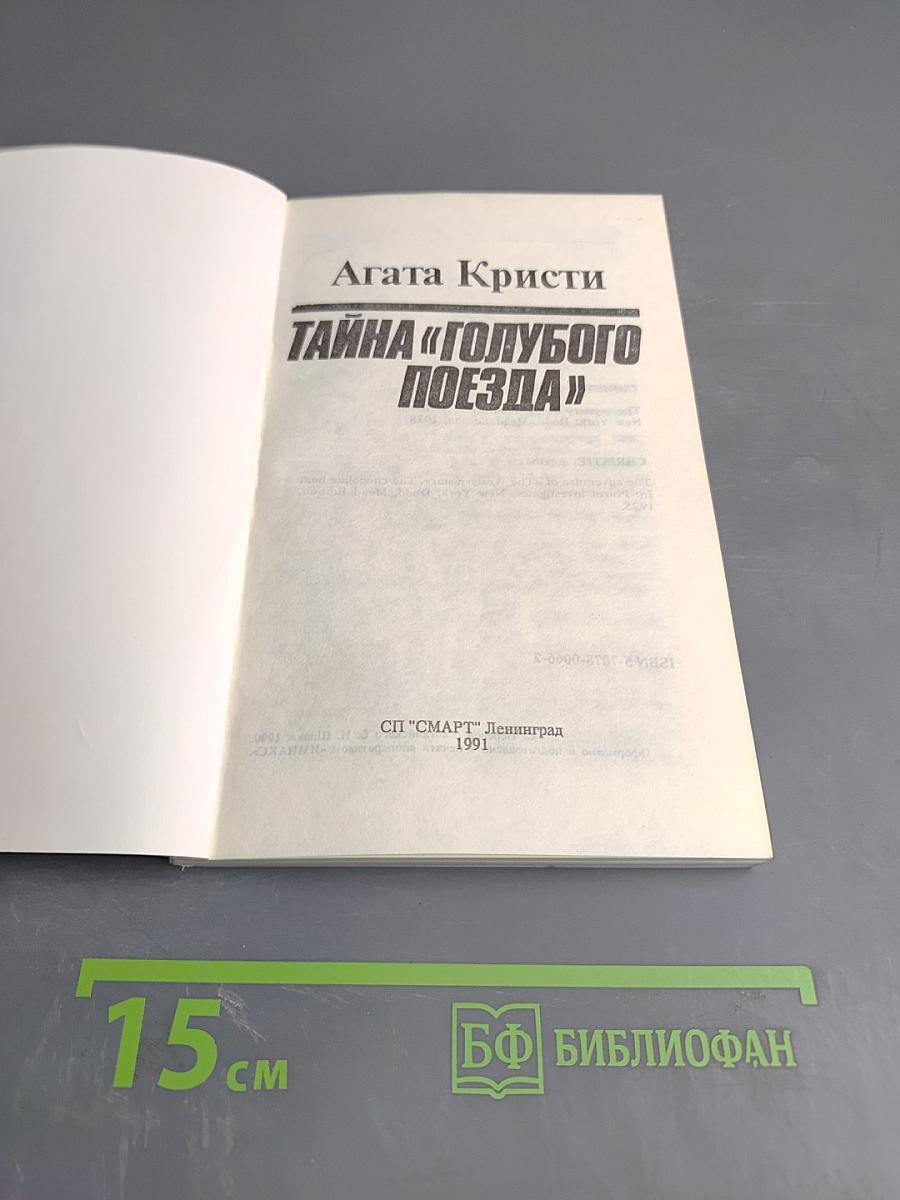 Агата Кристи
ТАЙНА «ГОЛУБОГО
ПОЕЗДА»
СП "СМАРТ" Ленинград
1991
15 см
БФ БИБЛИОФАН